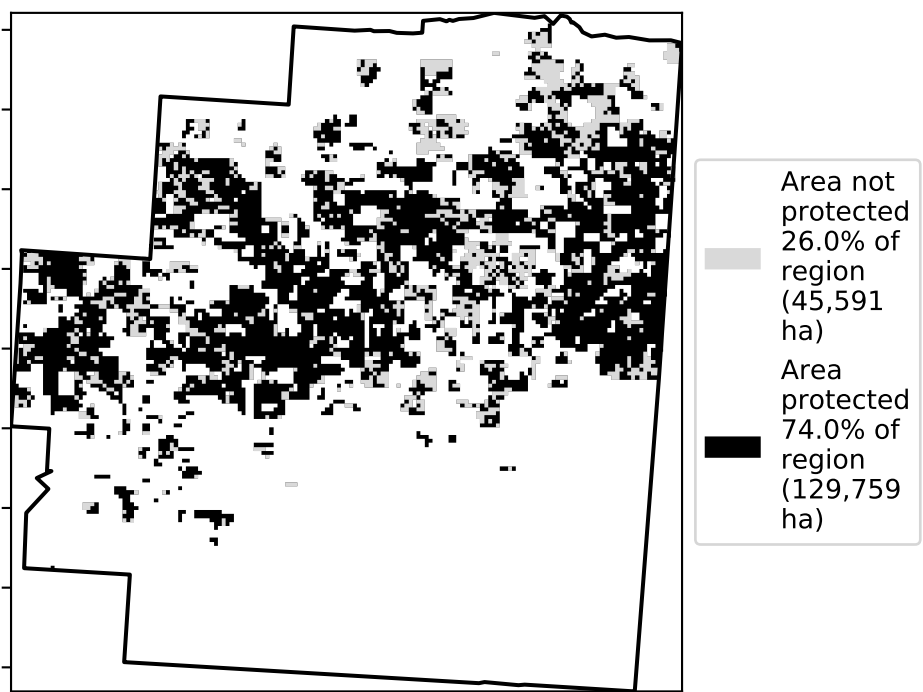 Area not
protected
26.0% of
region
(45,591
ha)
Area
protected
74.0% of
region
(129,759
ha)